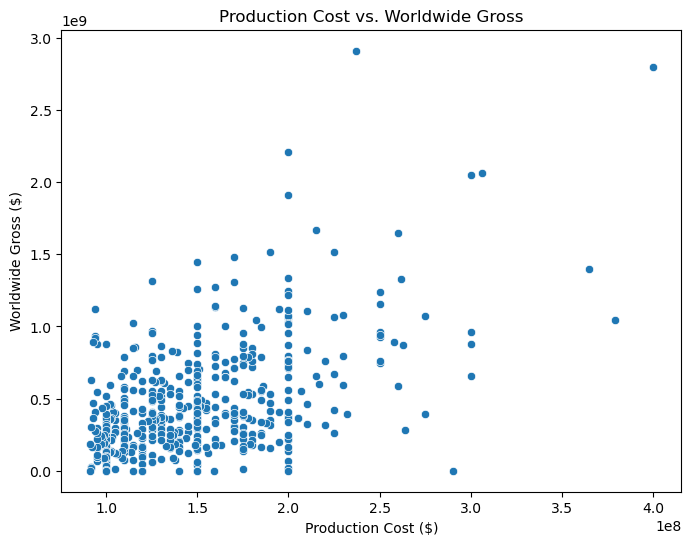 Production Cost vs. Worldwide Gross
1e9
3.0
2.5
2.0
1.5
1.0
0.5
0.0
Worldwide Gross ($)
1.0 1.5 2.0 2.5 3.0 3.5 4.0
1e8
Production Cost ($)